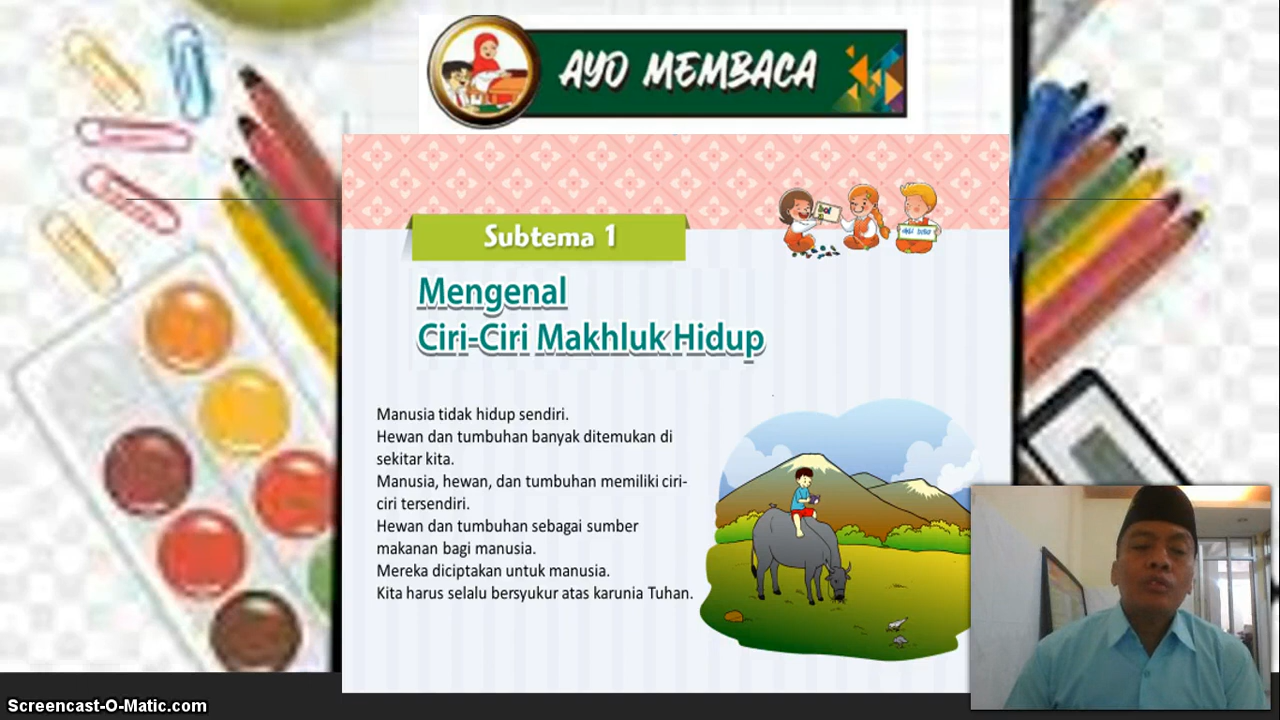 AYO MEMBACA
Subtema 1
Mengenal
Ciri-Ciri Makhluk Hidup
Manusia tidak hidup sendiri.
Hewan dan tumbuhan banyak ditemukan di
sekitar kita.
Manusia, hewan, dan tumbuhan memiliki ciri-
ciri tersendiri.
Hewan dan tumbuhan sebagai sumber
makanan bagi manusia.
Mereka diciptakan untuk manusia.
Kita harus selalu bersyukur atas karunia Tuhan.
Screencast-O-Matic.com